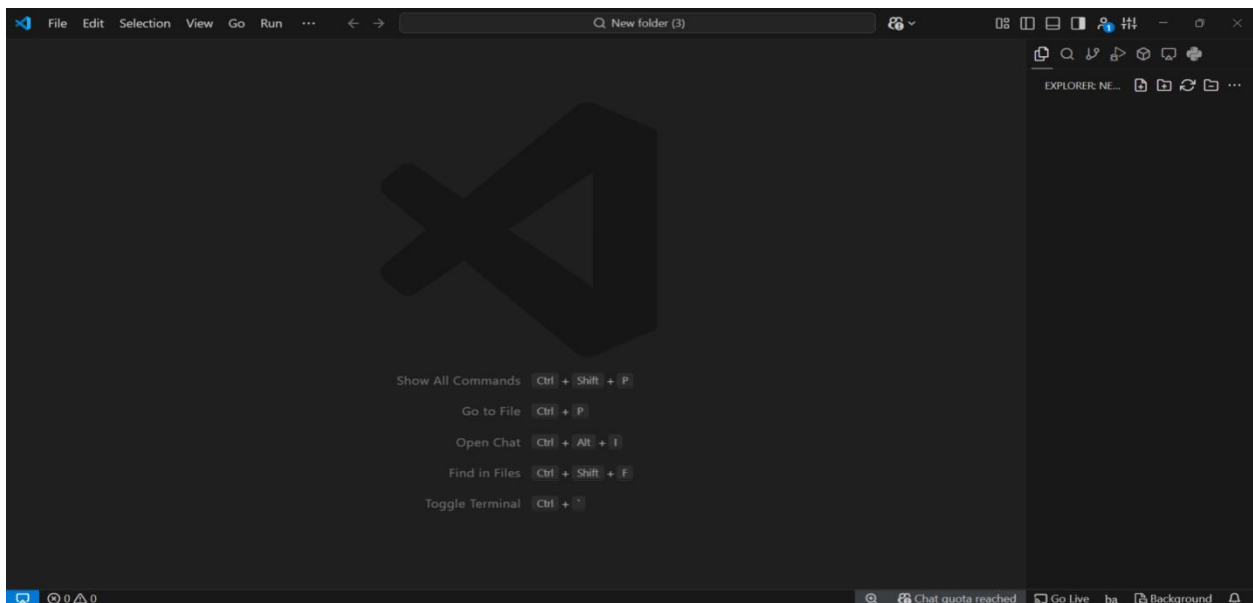 File Edit Selection View Go Run ··· New folder (3)
1
EXPLORER: NE... ···
Show All Commands Ctrl + Shift + P
Go to File Ctrl + P
Open Chat Ctrl + Alt + I
Find in Files Ctrl + Shift + F
Toggle Terminal Ctrl + `
0 0 Chat quota reached Go Live ba Background